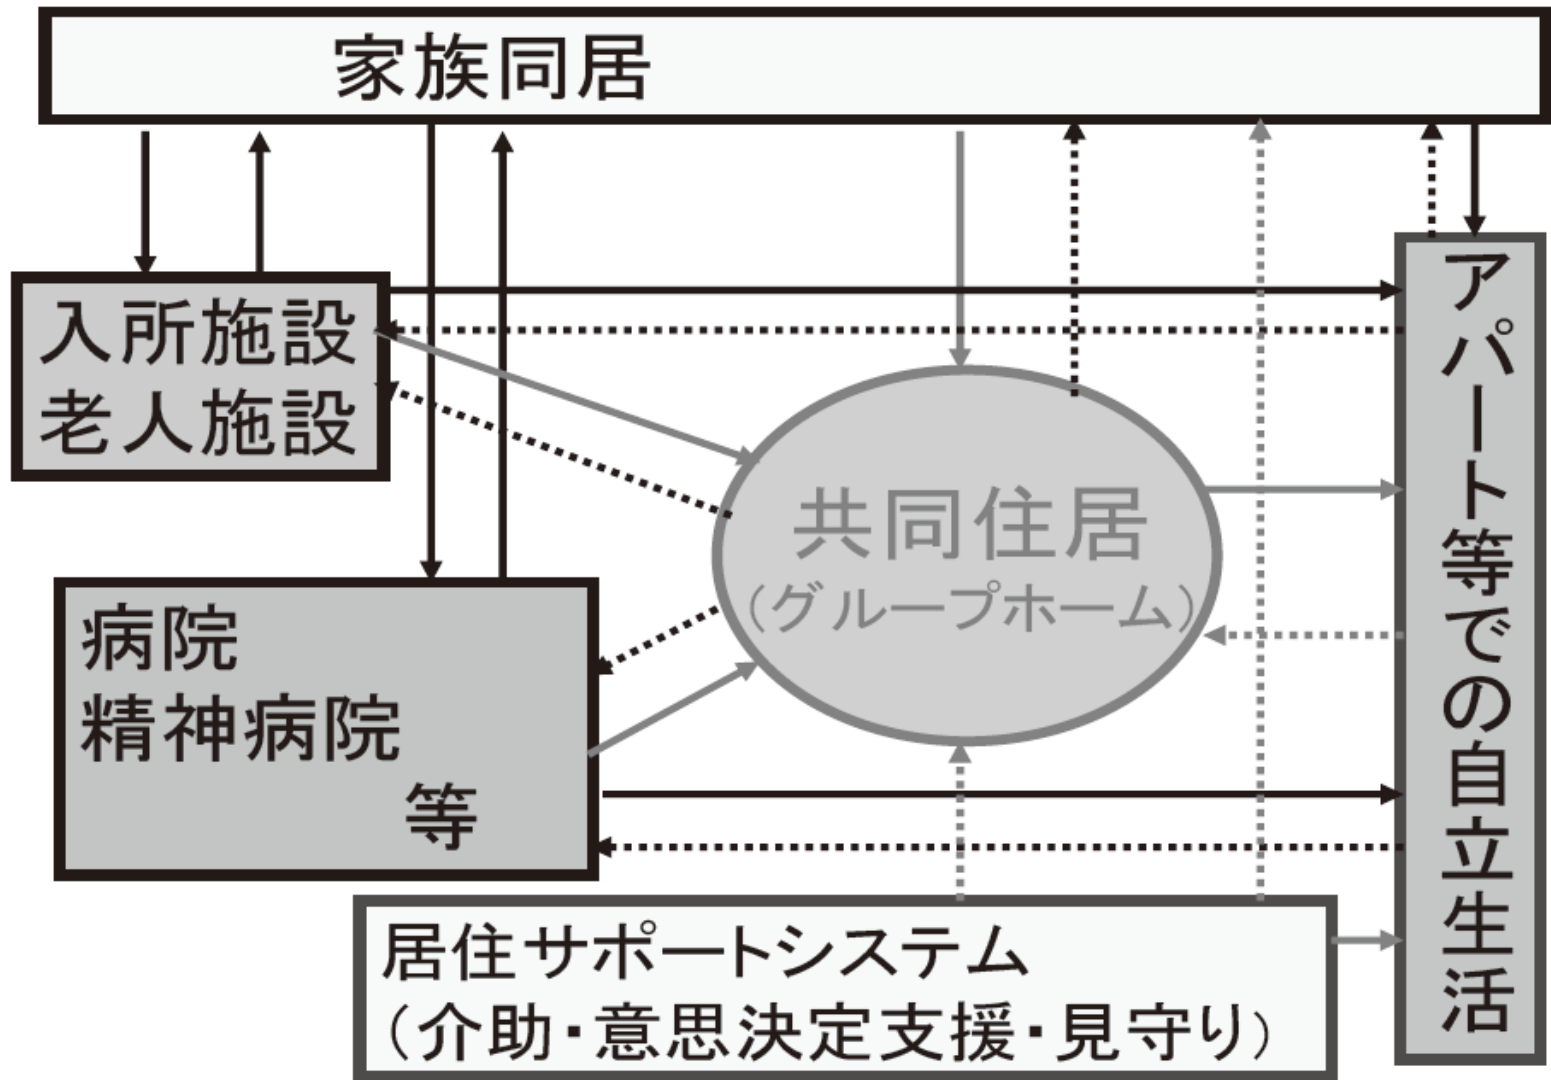 家族同居
入所施設
老人施設
共同住居
（グループホーム）
病院
精神病院
等
アパート等での自立生活
居住サポートシステム
（介助・意思決定支援・見守り）